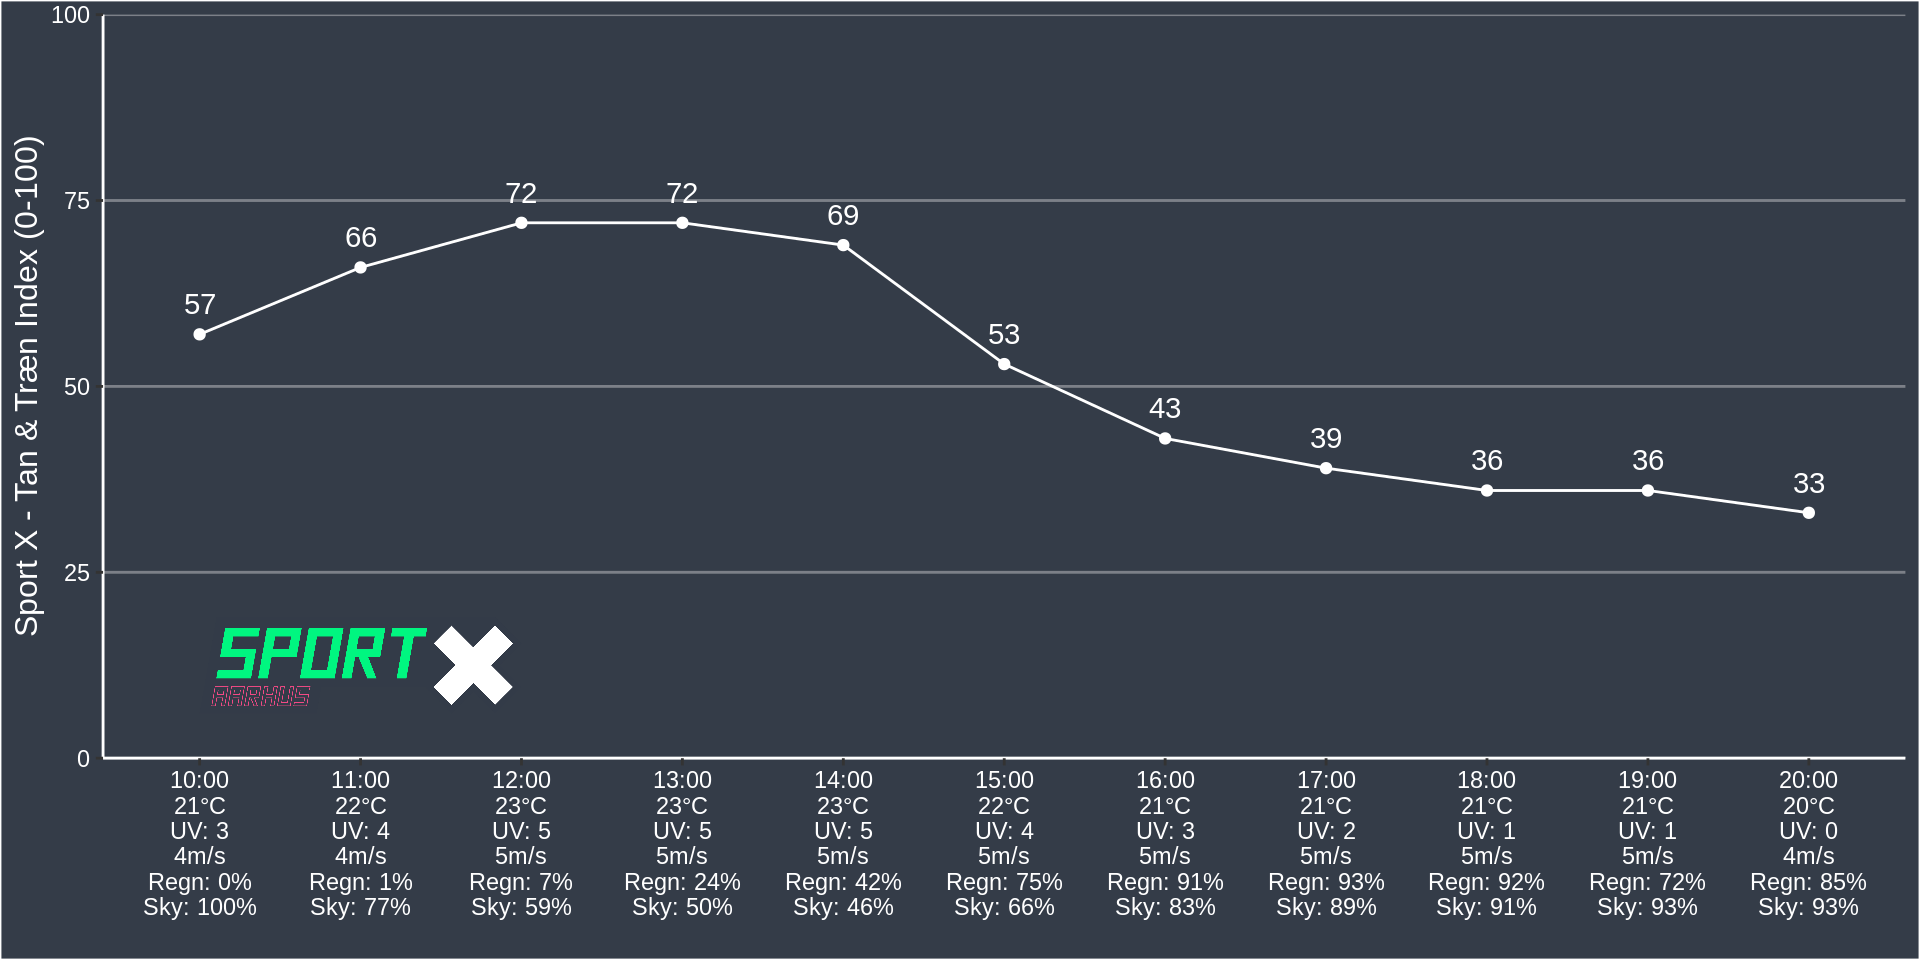 Sport X - Tan & Træn Index (0-100)
100
75
50
25
0
57
66
72
72
69
53
43
39
36
36
33
SPORT X
AARHUS
10:00 11:00 12:00 13:00 14:00 15:00 16:00 17:00 18:00 19:00 20:00
21°C 22°C 23°C 23°C 23°C 22°C 21°C 21°C 21°C 21°C 20°C
UV: 3 UV: 4 UV: 5 UV: 5 UV: 5 UV: 4 UV: 3 UV: 2 UV: 1 UV: 1 UV: 0
4m/s 4m/s 5m/s 5m/s 5m/s 5m/s 5m/s 5m/s 5m/s 5m/s 4m/s
Regn: 0% Regn: 1% Regn: 7% Regn: 24% Regn: 42% Regn: 75% Regn: 91% Regn: 93% Regn: 92% Regn: 72% Regn: 85%
Sky: 100% Sky: 77% Sky: 59% Sky: 50% Sky: 46% Sky: 66% Sky: 83% Sky: 89% Sky: 91% Sky: 93% Sky: 93%